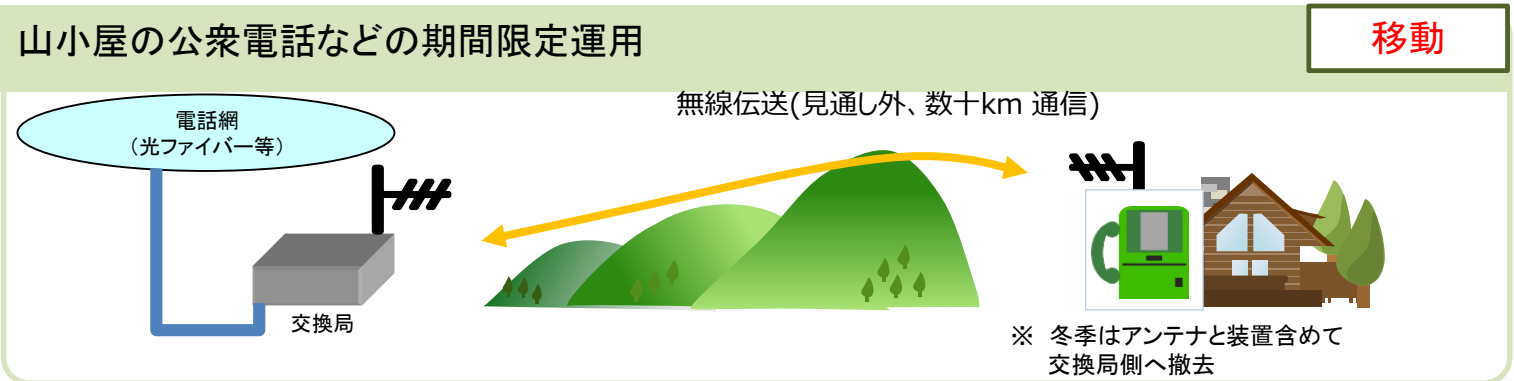 山小屋の公衆電話などの期間限定運用
移動
無線伝送(見通し外、数十km 通信)
電話網
(光ファイバー等)
交換局
※ 冬季はアンテナと装置含めて
交換局側へ撤去